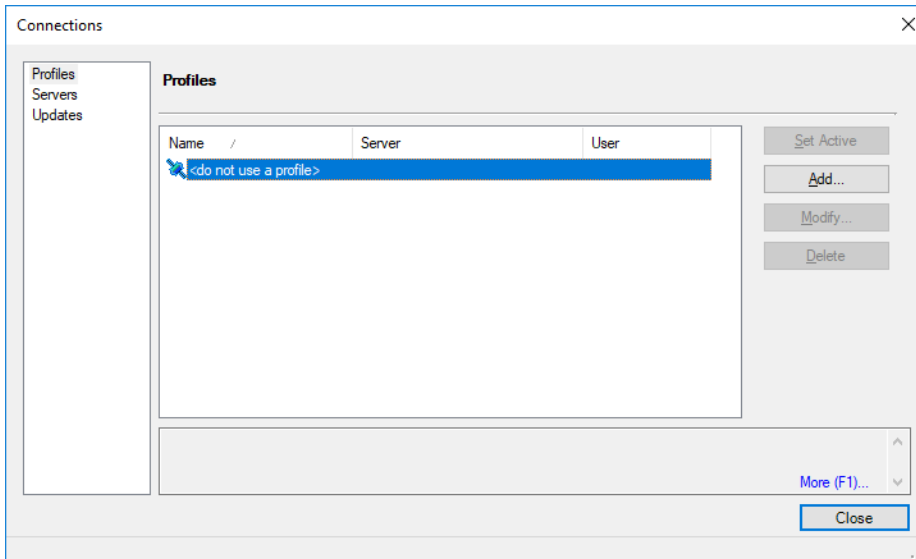 Connections
Profiles
Servers
Updates
Profiles
Name / Server User
<do not use a profile>
Set Active
Add...
Modify...
Delete
More (F1)...
Close